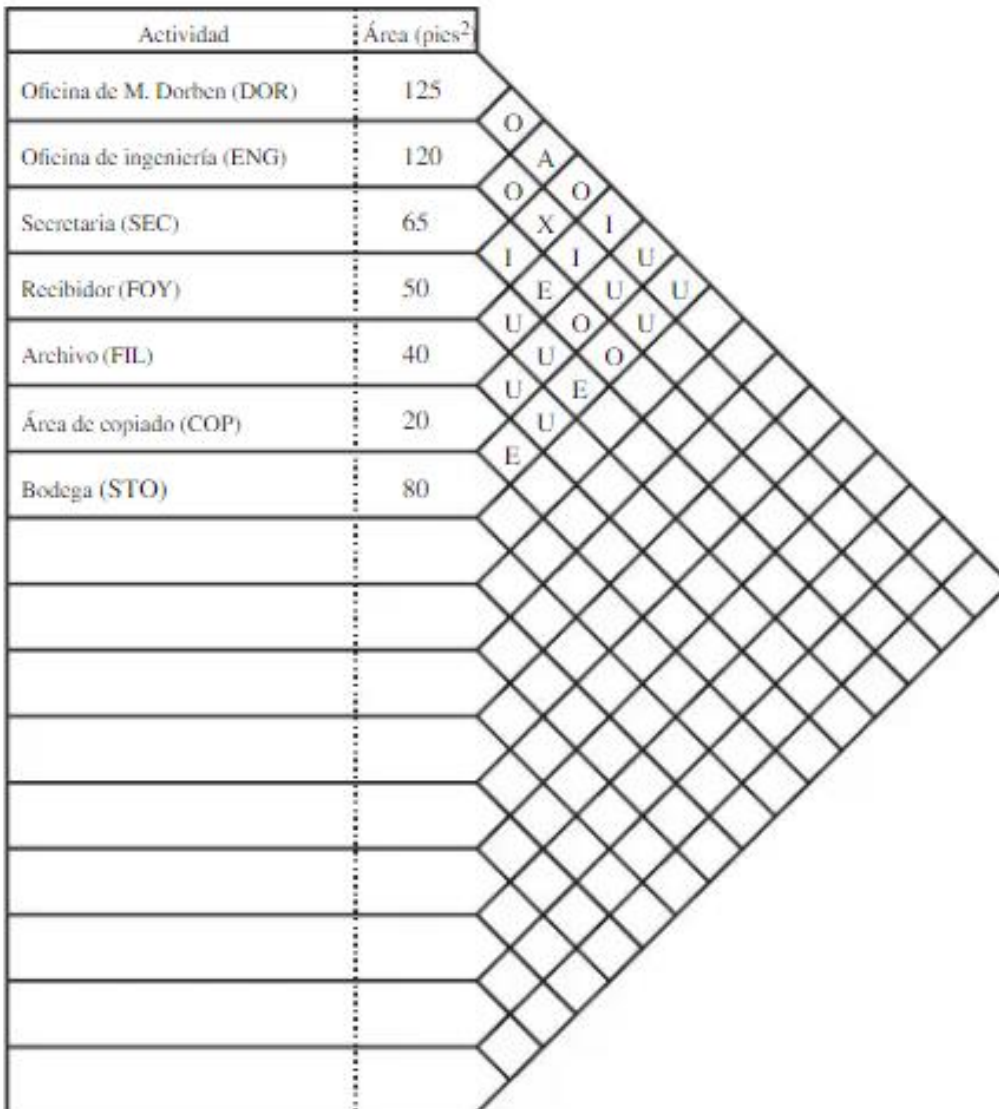 Actividad Área (pies²)
Oficina de M. Dorben (DOR) 125
Oficina de ingeniería (ENG) 120
Secretaria (SEC) 65
Recibidor (FOY) 50
Archivo (FIL) 40
Área de copiado (COP) 20
Bodega (STO) 80
O
A
O O
X I
I I U
E U U
U O U
U O
U E
U
E